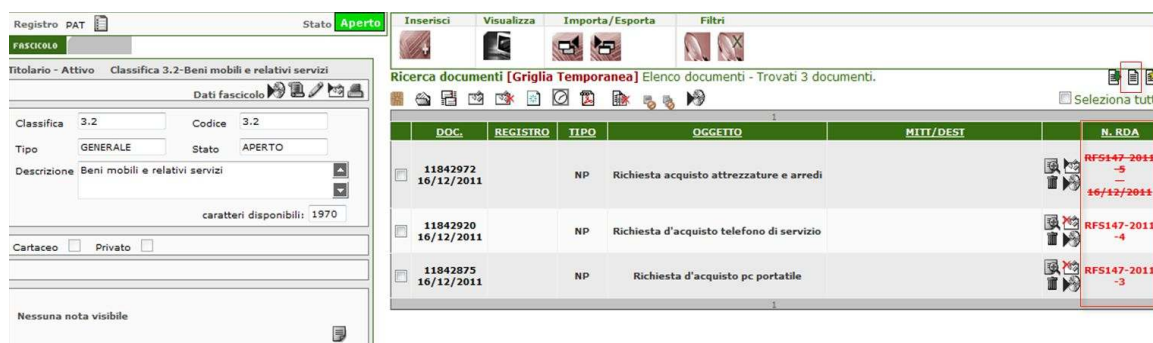 Registro PAT
Stato Aperto
FASCICOLO
Titolario - Attivo Classifica 3.2-Beni mobili e relativi servizi
Dati fascicolo
Classifica 3.2 Codice 3.2
Tipo GENERALE Stato APERTO
Descrizione Beni mobili e relativi servizi
caratteri disponibili: 1970
Cartaceo Privato
Nessuna nota visibile
Inserisci Visualizza Importa/Esporta Filtri
Ricerca documenti [Griglia Temporanea] Elenco documenti - Trovati 3 documenti.
Seleziona tutt
1
DOC. REGISTRO TIPO OGGETTO MITT/DEST N. RDA
11842972
16/12/2011
NP Richiesta acquisto attrezzature e arredi
RFS147-2011
-5
—
16/12/2011
11842920
16/12/2011
NP Richiesta d'acquisto telefono di servizio
RFS147-2011
-4
11842875
16/12/2011
NP Richiesta d'acquisto pc portatile
RFS147-2011
-3
1